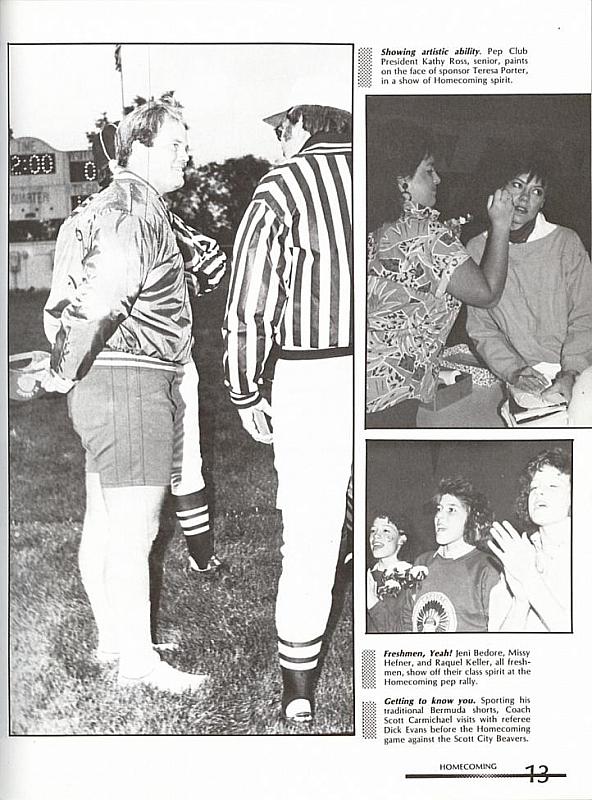 Showing artistic ability. Pep Club
President Kathy Ross, senior, paints
on the face of sponsor Teresa Porter,
in a show of Homecoming spirit.
TIME
2:00
0
QUARTER
Freshmen, Yeah! Jeni Bedore, Missy
Hefner, and Raquel Keller, all fresh-
men, show off their class spirit at the
Homecoming pep rally.
Getting to know you. Sporting his
traditional Bermuda shorts, Coach
Scott Carmichael visits with referee
Dick Evans before the Homecoming
game against the Scott City Beavers.
HOMECOMING 13